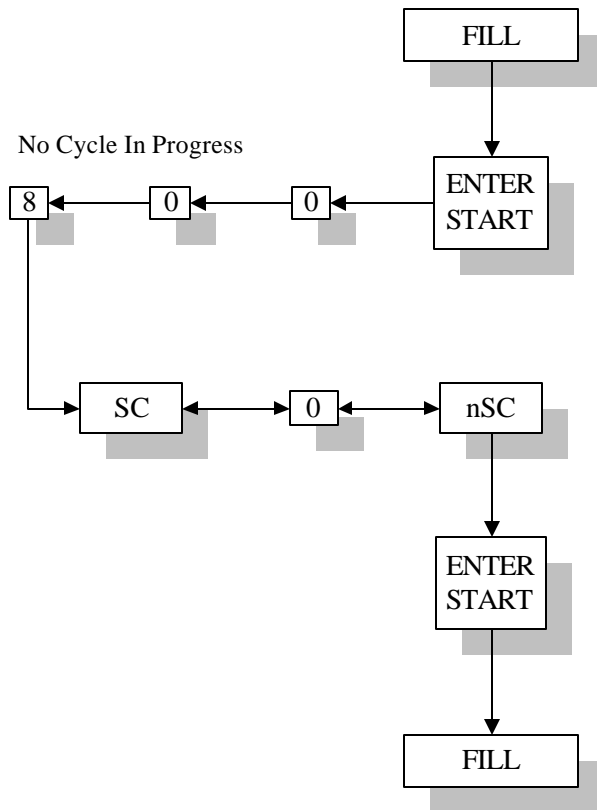 FILL
No Cycle In Progress
ENTER
START
8 0 0
SC 0 nSC
ENTER
START
FILL